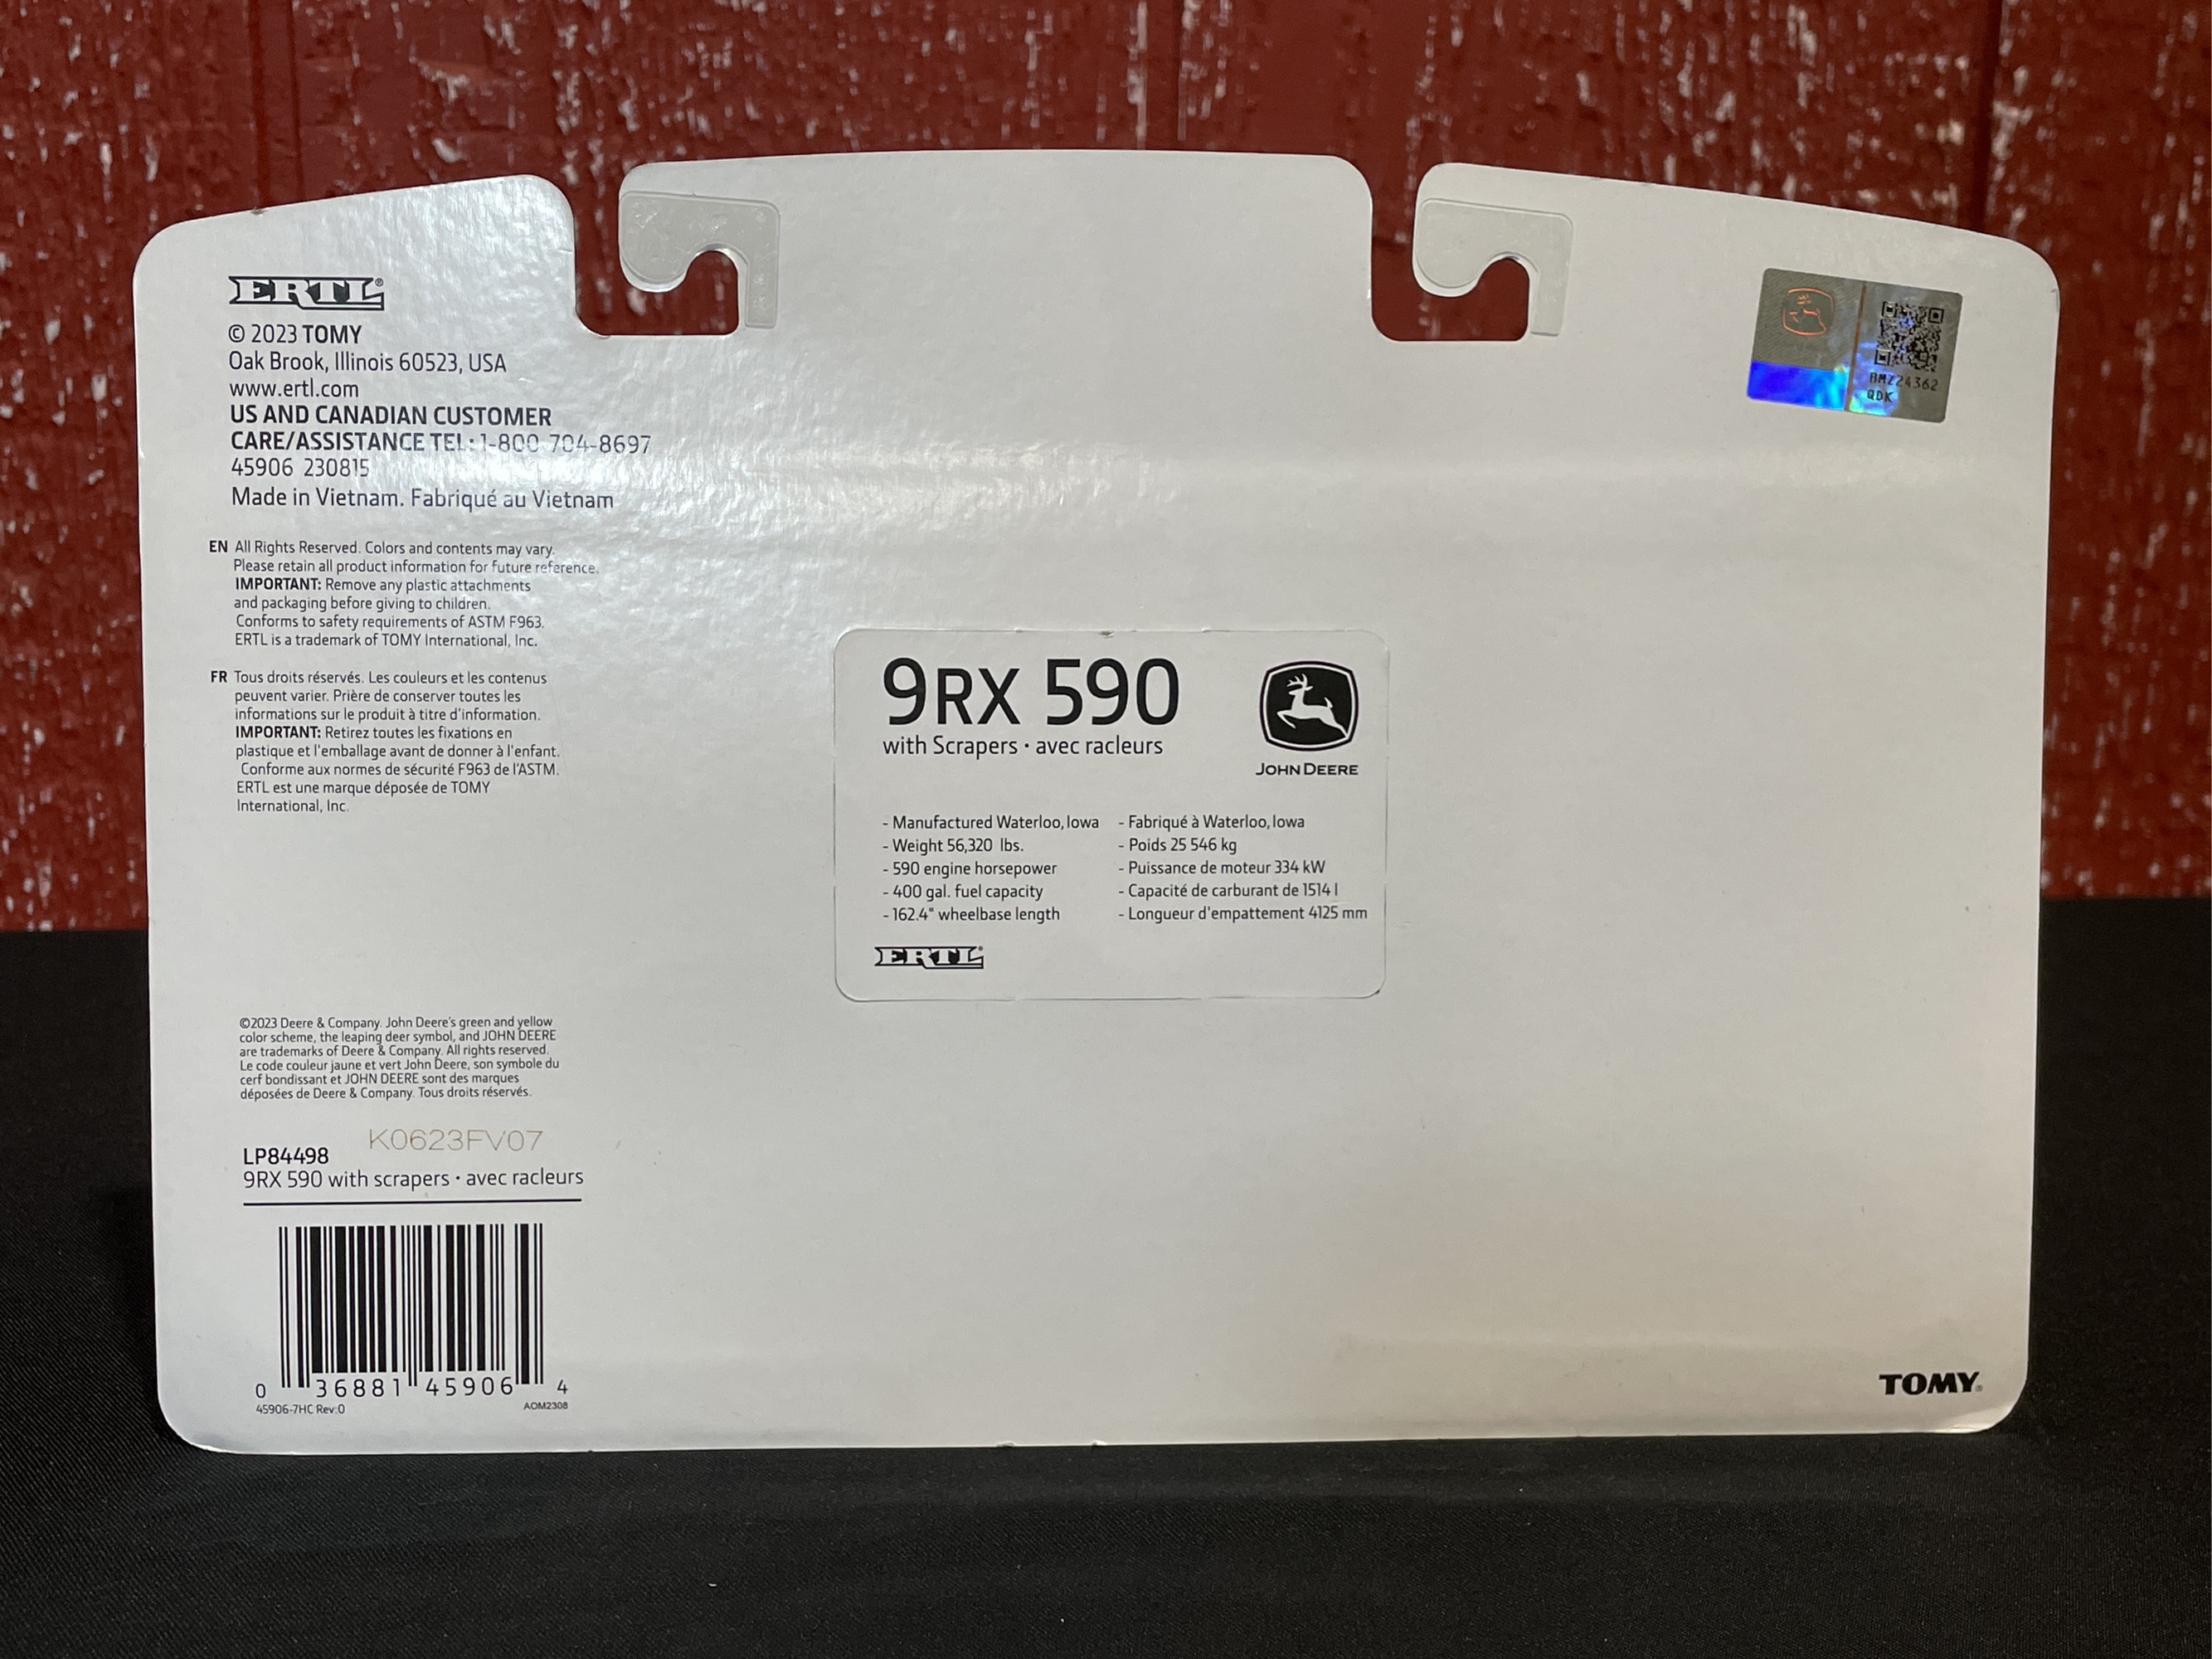 ERTL®
© 2023 TOMY
Oak Brook, Illinois 60523, USA
www.ertl.com
US AND CANADIAN CUSTOMER
CARE/ASSISTANCE TEL: 1-800-704-8697
45906 230815
Made in Vietnam. Fabriqué au Vietnam
EN All Rights Reserved. Colors and contents may vary.
Please retain all product information for future reference.
IMPORTANT: Remove any plastic attachments
and packaging before giving to children.
Conforms to safety requirements of ASTM F963.
ERTL is a trademark of TOMY International, Inc.
FR Tous droits réservés. Les couleurs et les contenus
peuvent varier. Prière de conserver toutes les
informations sur le produit à titre d'information.
IMPORTANT: Retirez toutes les fixations en
plastique et l'emballage avant de donner à l'enfant.
Conforme aux normes de sécurité F963 de l'ASTM.
ERTL est une marque déposée de TOMY
International, Inc.
©2023 Deere & Company. John Deere's green and yellow
color scheme, the leaping deer symbol, and JOHN DEERE
are trademarks of Deere & Company. All rights reserved.
Le code couleur jaune et vert John Deere, son symbole du
cerf bondissant et JOHN DEERE sont des marques
déposées de Deere & Company. Tous droits réservés.
K0623FV07
LP84498
9RX 590 with scrapers · avec racleurs
0 36881 45906 4
45906-7HC Rev:0
AOM2308
9RX 590
with Scrapers · avec racleurs
JOHN DEERE
- Manufactured Waterloo, Iowa
- Weight 56,320 lbs.
- 590 engine horsepower
- 400 gal. fuel capacity
- 162.4" wheelbase length
- Fabriqué à Waterloo, Iowa
- Poids 25 546 kg
- Puissance de moteur 334 kW
- Capacité de carburant de 1514 l
- Longueur d'empattement 4125 mm
ERTL®
24362
QDK
TOMY